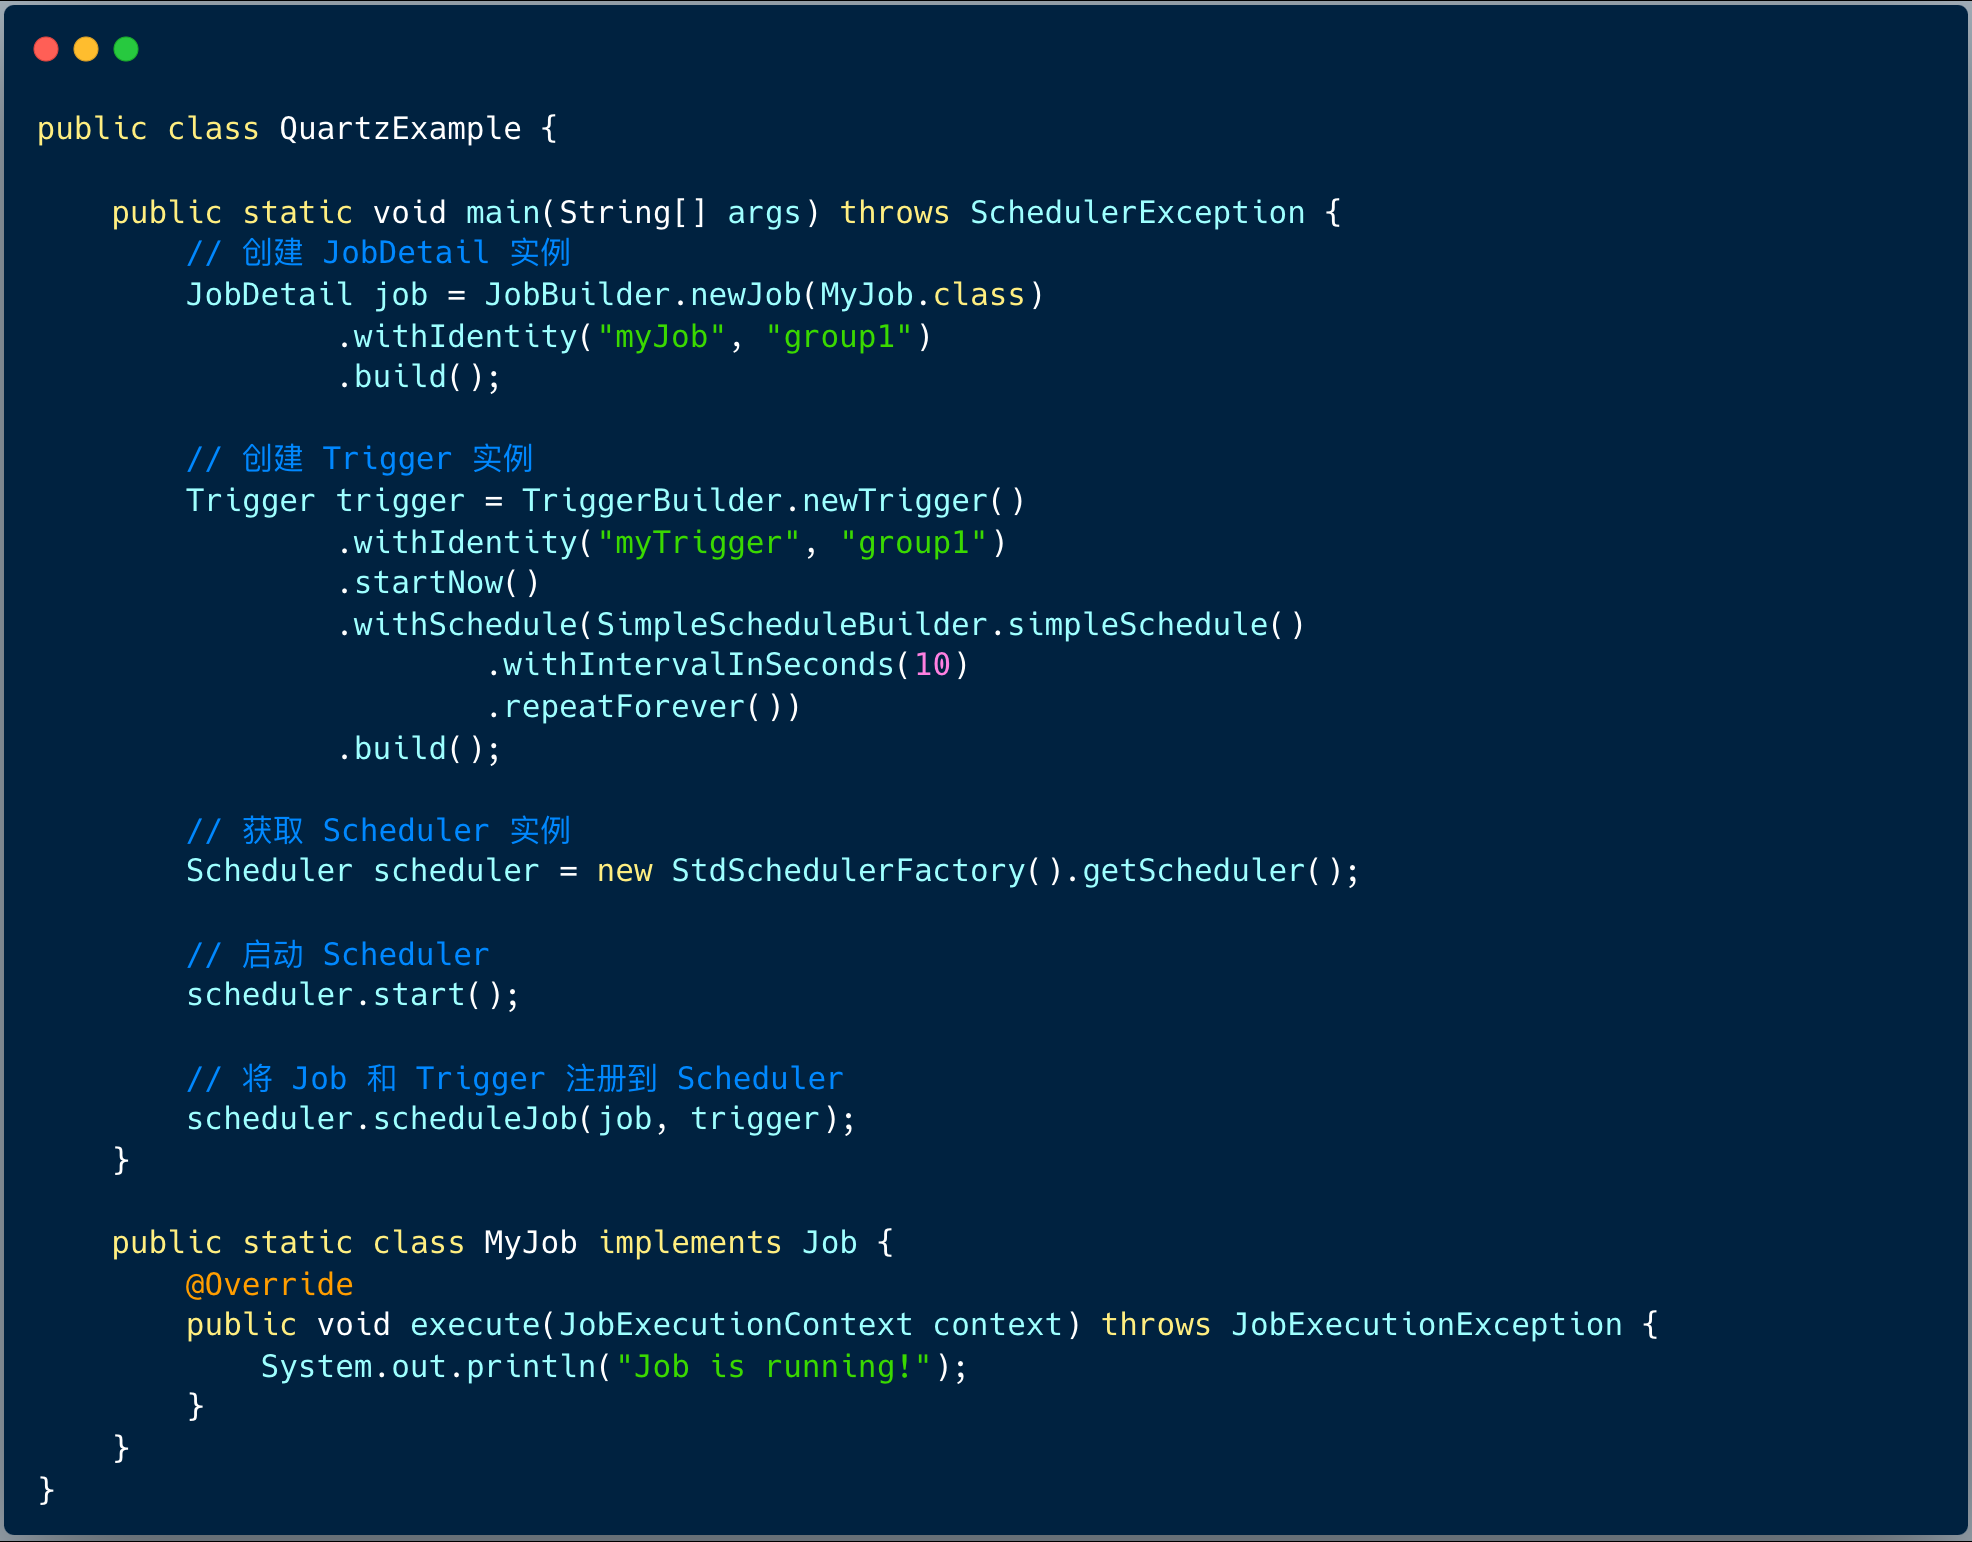 public class QuartzExample {
    public static void main(String[] args) throws SchedulerException {
        // 创建 JobDetail 实例
        JobDetail job = JobBuilder.newJob(MyJob.class)
                .withIdentity("myJob", "group1")
                .build();
        // 创建 Trigger 实例
        Trigger trigger = TriggerBuilder.newTrigger()
                .withIdentity("myTrigger", "group1")
                .startNow()
                .withSchedule(SimpleScheduleBuilder.simpleSchedule()
                        .withIntervalInSeconds(10)
                        .repeatForever())
                .build();
        // 获取 Scheduler 实例
        Scheduler scheduler = new StdSchedulerFactory().getScheduler();
        // 启动 Scheduler
        scheduler.start();
        // 将 Job 和 Trigger 注册到 Scheduler
        scheduler.scheduleJob(job, trigger);
    }
    public static class MyJob implements Job {
        @Override
        public void execute(JobExecutionContext context) throws JobExecutionException {
            System.out.println("Job is running!");
        }
    }
}